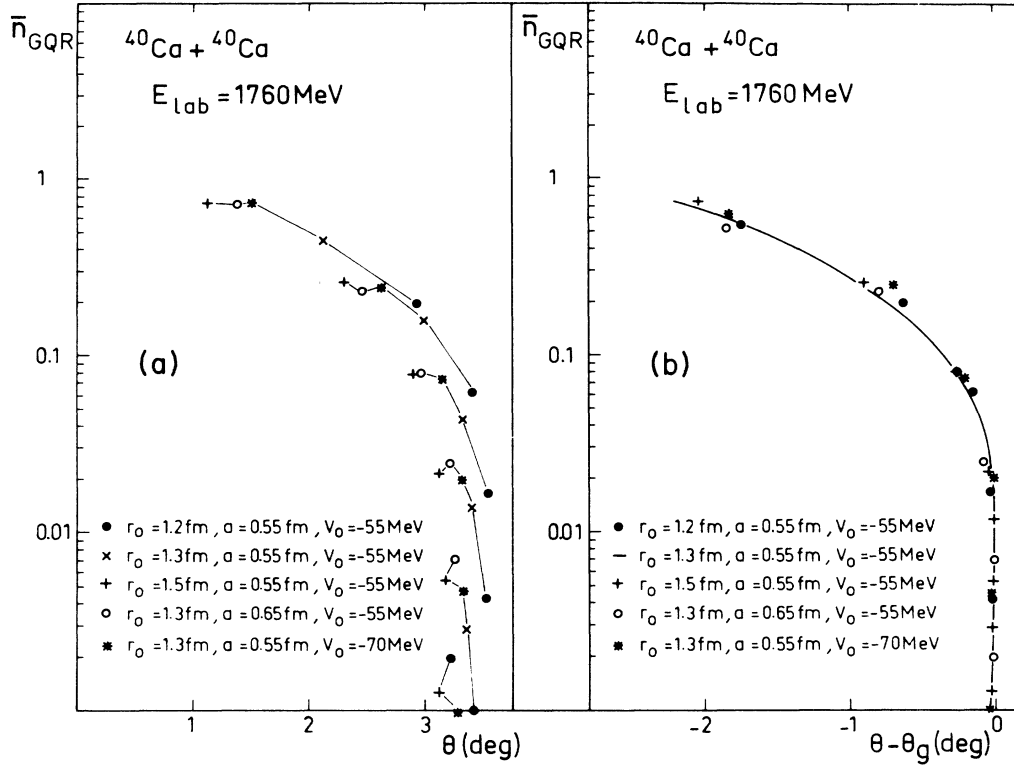 n̄GQR
⁴⁰Ca + ⁴⁰Ca
E lab = 1760 MeV
1
0.1
(a)
0.01
● r₀ = 1.2 fm , a = 0.55 fm , V₀ = -55 MeV
× r₀ = 1.3 fm , a = 0.55 fm , V₀ = -55 MeV
+ r₀ = 1.5 fm , a = 0.55 fm , V₀ = -55 MeV
○ r₀ = 1.3 fm , a = 0.65 fm , V₀ = -55 MeV
✱ r₀ = 1.3 fm , a = 0.55 fm , V₀ = -70 MeV
1 2 3
θ (deg)
n̄GQR
⁴⁰Ca + ⁴⁰Ca
E lab = 1760 MeV
1
0.1
(b)
0.01
● r₀ = 1.2 fm , a = 0.55 fm , V₀ = -55 MeV
— r₀ = 1.3 fm , a = 0.55 fm , V₀ = -55 MeV
+ r₀ = 1.5 fm , a = 0.55 fm , V₀ = -55 MeV
○ r₀ = 1.3 fm , a = 0.65 fm , V₀ = -55 MeV
✱ r₀ = 1.3 fm , a = 0.55 fm , V₀ = -70 MeV
-2 -1 0
θ - θg (deg)